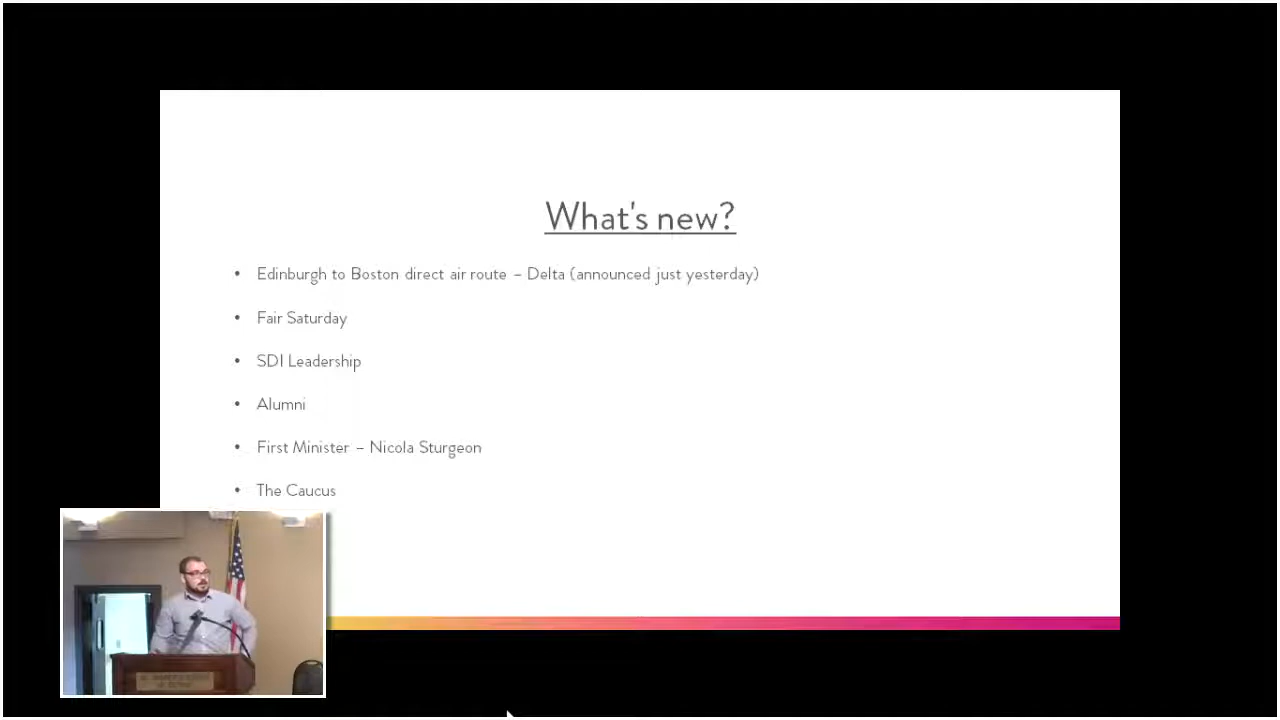 What's new?
• Edinburgh to Boston direct air route – Delta (announced just yesterday)
• Fair Saturday
• SDI Leadership
• Alumni
• First Minister – Nicola Sturgeon
• The Caucus